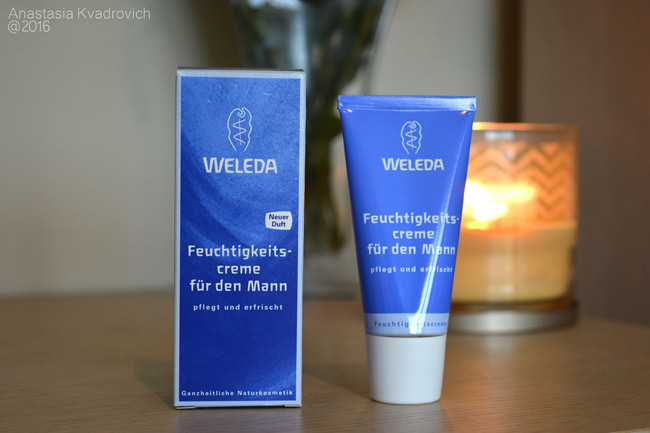 Anastasia Kvadrovich
@2016
WELEDA
Neuer
Duft
Feuchtigkeits-
creme
für den Mann
pflegt und erfrischt
Ganzheitliche Naturkosmetik
WELEDA
Feuchtigkeits-
creme
für den Mann
pflegt und erfrischt
Feuchtigkeitscreme